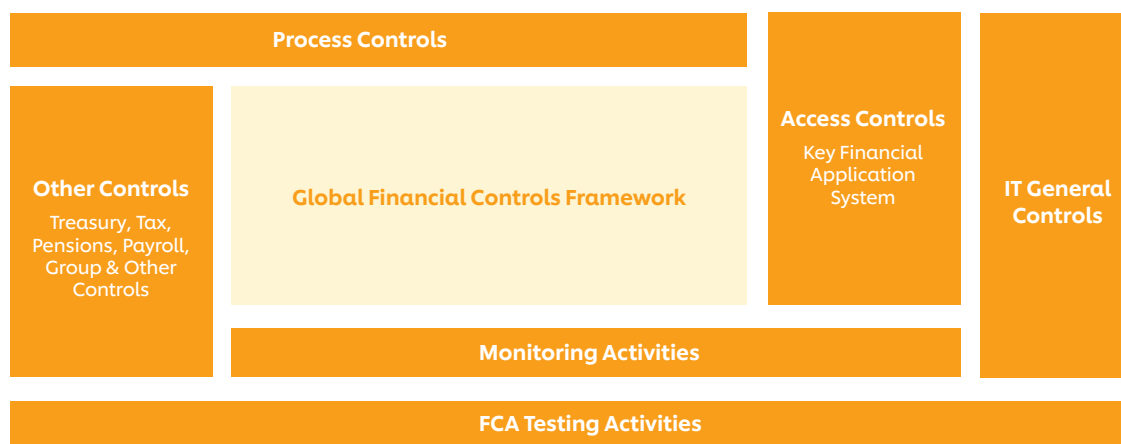 Process Controls
Other Controls
Treasury, Tax,
Pensions, Payroll,
Group & Other
Controls
Global Financial Controls Framework
Access Controls
Key Financial
Application
System
IT General
Controls
Monitoring Activities
FCA Testing Activities